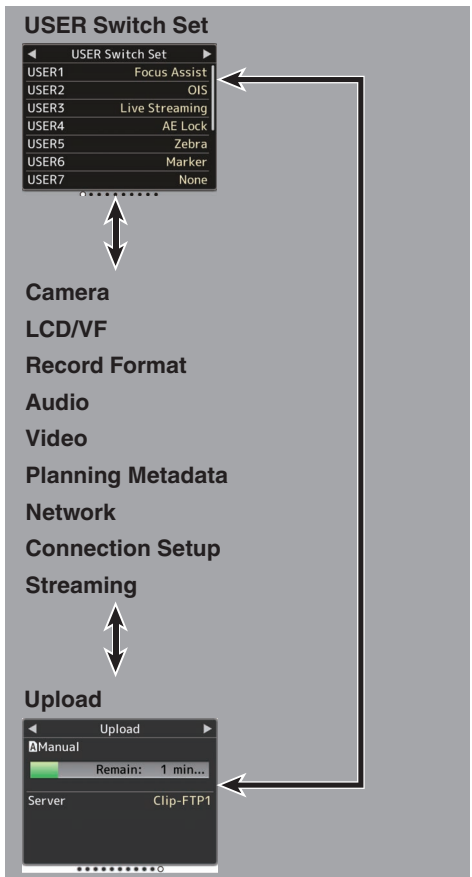 USER Switch Set
USER Switch Set
USER1 Focus Assist
USER2 OIS
USER3 Live Streaming
USER4 AE Lock
USER5 Zebra
USER6 Marker
USER7 None
Camera
LCD/VF
Record Format
Audio
Video
Planning Metadata
Network
Connection Setup
Streaming
Upload
Upload
A Manual
Remain: 1 min...
Server Clip-FTP1